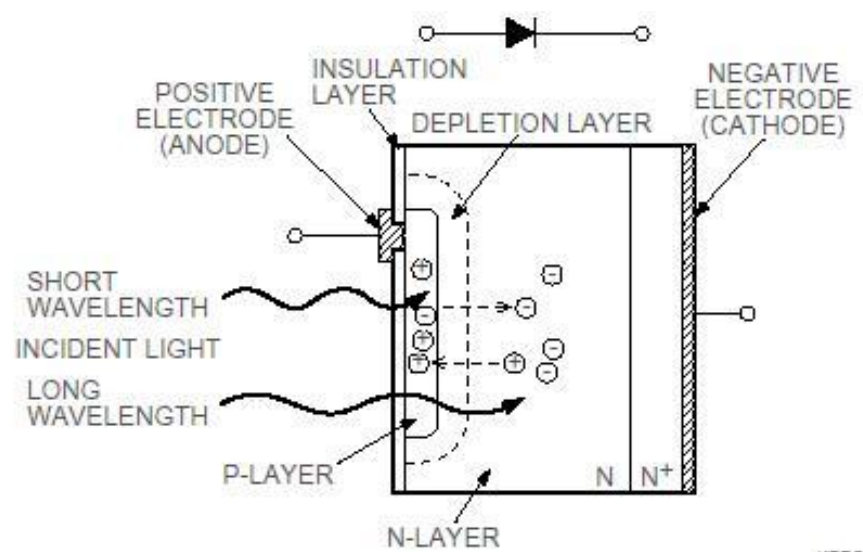 INSULATION
LAYER
POSITIVE
ELECTRODE
(ANODE)
DEPLETION LAYER
NEGATIVE
ELECTRODE
(CATHODE)
SHORT
WAVELENGTH
INCIDENT LIGHT
LONG
WAVELENGTH
P-LAYER
N-LAYER
N
N+
+
-
+
+
-
-
+
-
-